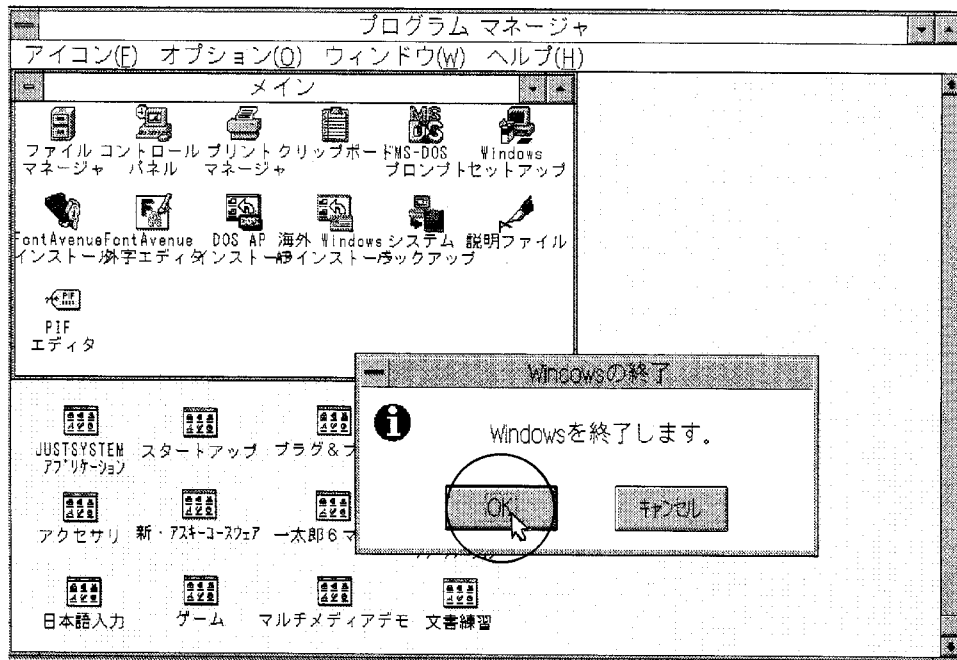 プログラム マネージャ
アイコン(F) オプション(O) ウィンドウ(W) ヘルプ(H)
メイン
MS
DOS
ファイル コントロール プリント クリップボード MS-DOS Windows
マネージャ パネル マネージャ プロンプト セットアップ
FontAvenue FontAvenue DOS AP 海外 Windows システム 説明ファイル
インストール 外字エディタ インストール インストール バックアップ
PIF
PIF
エディタ
Windowsの終了
Windowsを終了します。
OK
キャンセル
JUSTSYSTEM スタートアップ プラグ&プ
アプリケーション
アクセサリ 新・アスキーコースウェア 一太郎6マ
日本語入力 ゲーム マルチメディアデモ 文書練習